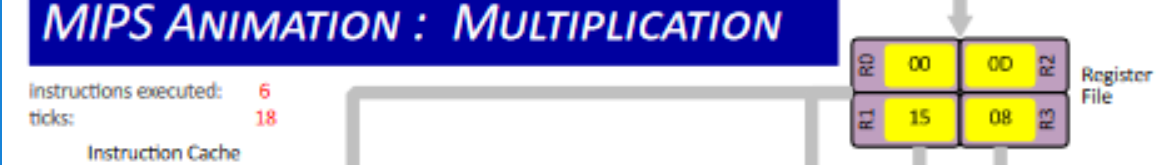 MIPS ANIMATION : MULTIPLICATION
instructions executed: 6
ticks: 18
Instruction Cache
R0 00 0D R2
R1 15 08 R3
Register
File